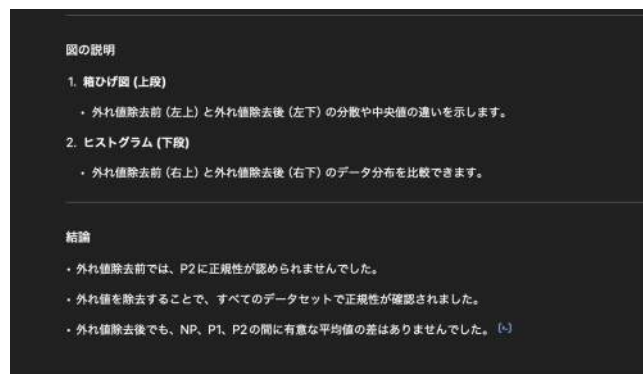 図の説明
1. 箱ひげ図 (上段)
• 外れ値除去前 (左上) と外れ値除去後 (左下) の分散や中央値の違いを示します。
2. ヒストグラム (下段)
• 外れ値除去前 (右上) と外れ値除去後 (右下) のデータ分布を比較できます。
結論
• 外れ値除去前では、P2に正規性が認められませんでした。
• 外れ値を除去することで、すべてのデータセットで正規性が確認されました。
• 外れ値除去後でも、NP、P1、P2の間に有意な平均値の差はありませんでした。 [>-]